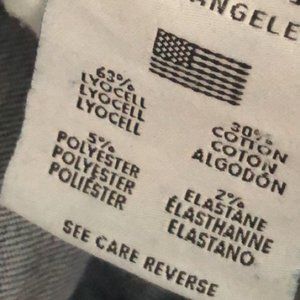 ANGELE
63%
LYOCELL
LYOCELL
LYOCELL
30%
COTTON
COTON
ALGODÓN
5%
POLYESTER
POLYESTER
POLIÉSTER
2%
ELASTANE
ÉLASTHANNE
ELASTANO
SEE CARE REVERSE